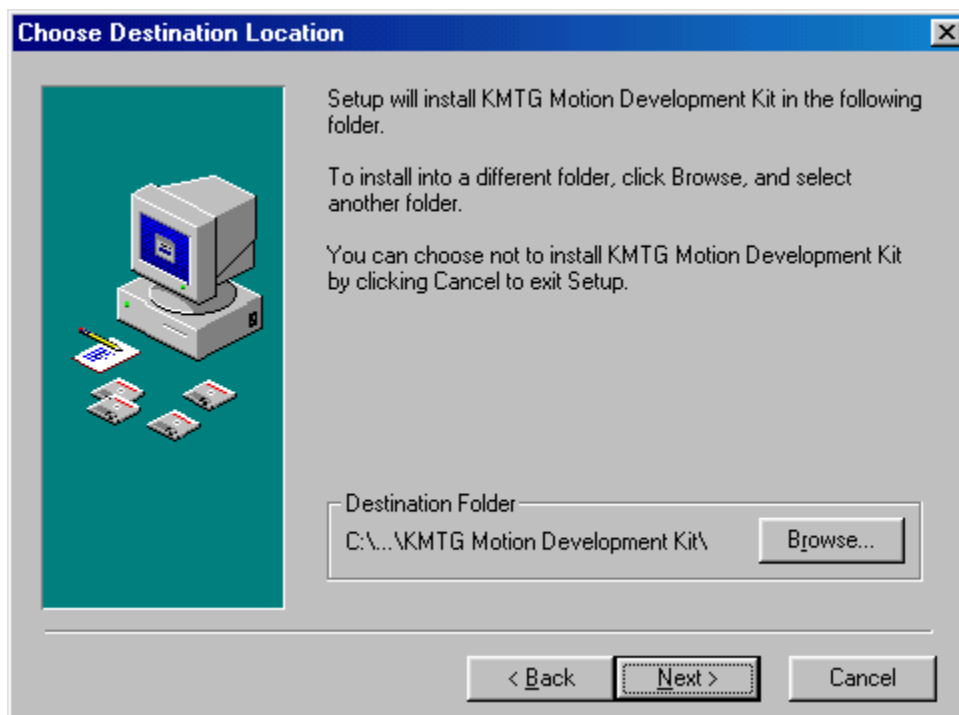 Choose Destination Location
Setup will install KMTG Motion Development Kit in the following
folder.
To install into a different folder, click Browse, and select
another folder.
You can choose not to install KMTG Motion Development Kit
by clicking Cancel to exit Setup.
Destination Folder
C:\...\KMTG Motion Development Kit\
Browse...
< Back
Next >
Cancel